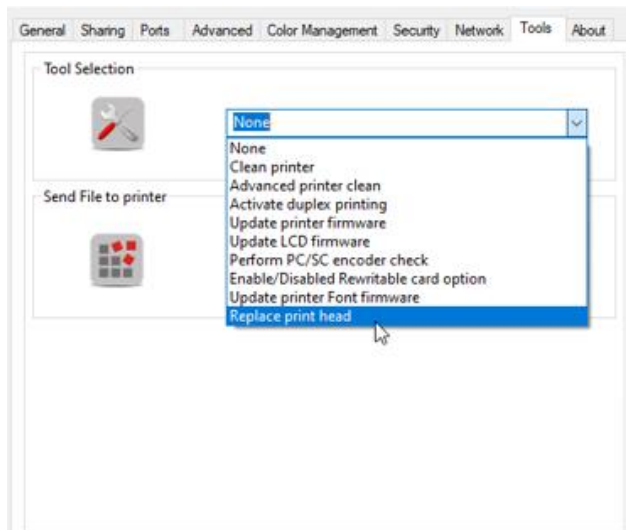 General Sharing Ports Advanced Color Management Security Network Tools About
Tool Selection
None
None
Clean printer
Advanced printer clean
Activate duplex printing
Send File to printer
Update printer firmware
Update LCD firmware
Perform PC/SC encoder check
Enable/Disabled Rewritable card option
Update printer Font firmware
Replace print head